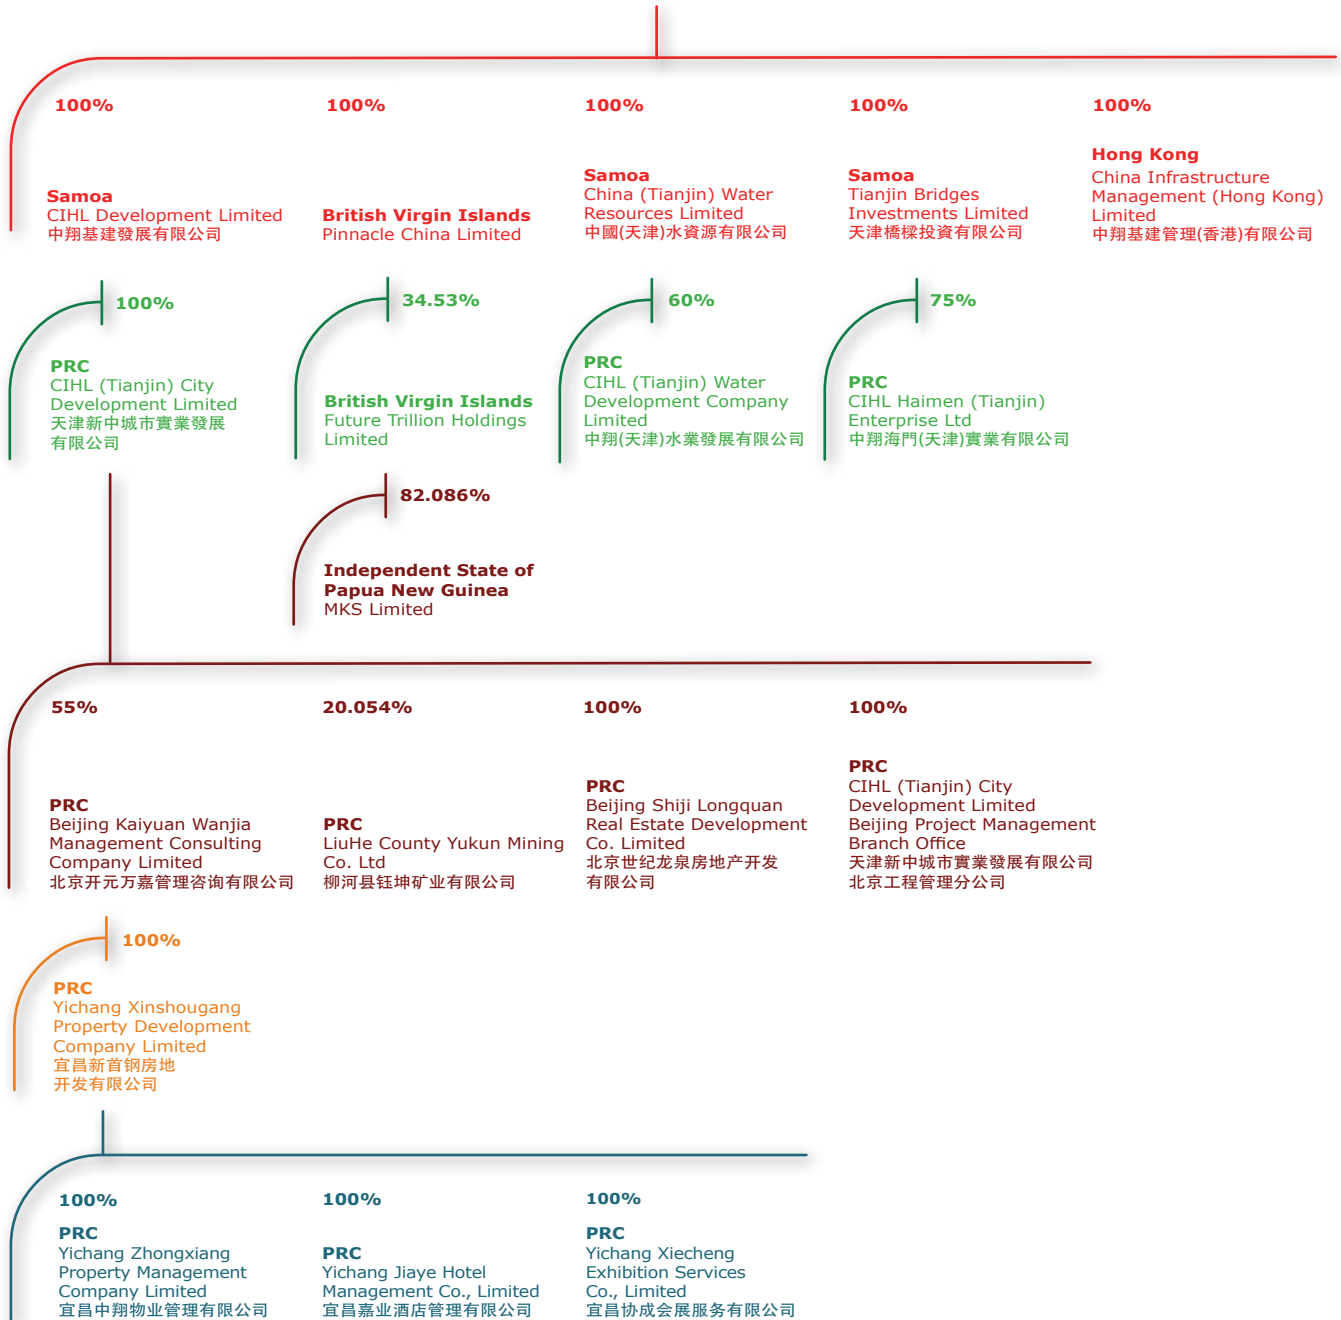 100%
100%
100%
100%
100%
Samoa
CIHL Development Limited
中翔基建發展有限公司
British Virgin Islands
Pinnacle China Limited
Samoa
China (Tianjin) Water
Resources Limited
中國(天津)水資源有限公司
Samoa
Tianjin Bridges
Investments Limited
天津橋樑投資有限公司
Hong Kong
China Infrastructure
Management (Hong Kong)
Limited
中翔基建管理(香港)有限公司
100%
34.53%
60%
75%
PRC
CIHL (Tianjin) City
Development Limited
天津新中城市實業發展
有限公司
British Virgin Islands
Future Trillion Holdings
Limited
PRC
CIHL (Tianjin) Water
Development Company
Limited
中翔(天津)水業發展有限公司
PRC
CIHL Haimen (Tianjin)
Enterprise Ltd
中翔海門(天津)實業有限公司
82.086%
Independent State of
Papua New Guinea
MKS Limited
55%
20.054%
100%
100%
PRC
Beijing Kaiyuan Wanjia
Management Consulting
Company Limited
北京开元万嘉管理咨询有限公司
PRC
LiuHe County Yukun Mining
Co. Ltd
柳河县钰坤矿业有限公司
PRC
Beijing Shiji Longquan
Real Estate Development
Co. Limited
北京世纪龙泉房地产开发
有限公司
PRC
CIHL (Tianjin) City
Development Limited
Beijing Project Management
Branch Office
天津新中城市實業發展有限公司
北京工程管理分公司
100%
PRC
Yichang Xinshougang
Property Development
Company Limited
宜昌新首钢房地
开发有限公司
100%
100%
100%
PRC
Yichang Zhongxiang
Property Management
Company Limited
宜昌中翔物业管理有限公司
PRC
Yichang Jiaye Hotel
Management Co., Limited
宜昌嘉业酒店管理有限公司
PRC
Yichang Xiecheng
Exhibition Services
Co., Limited
宜昌协成会展服务有限公司